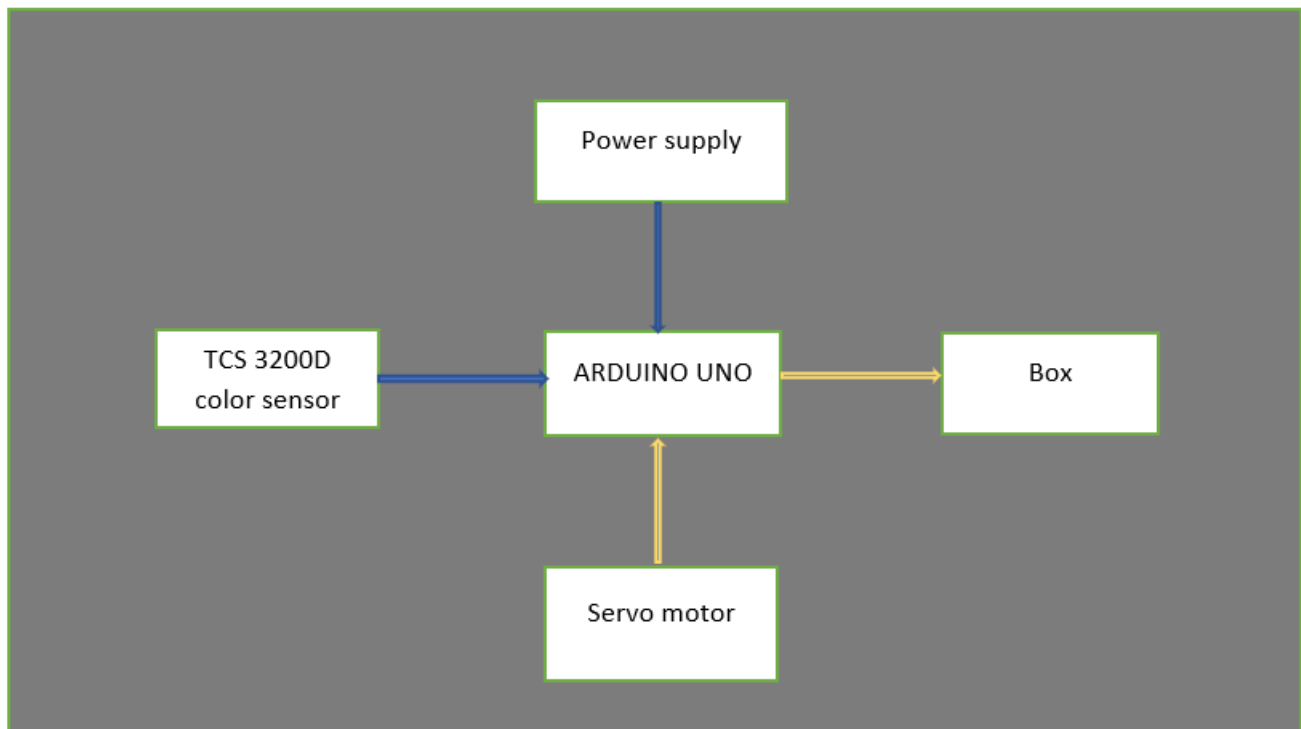 Power supply
TCS 3200D
color sensor
ARDUINO UNO
Box
Servo motor